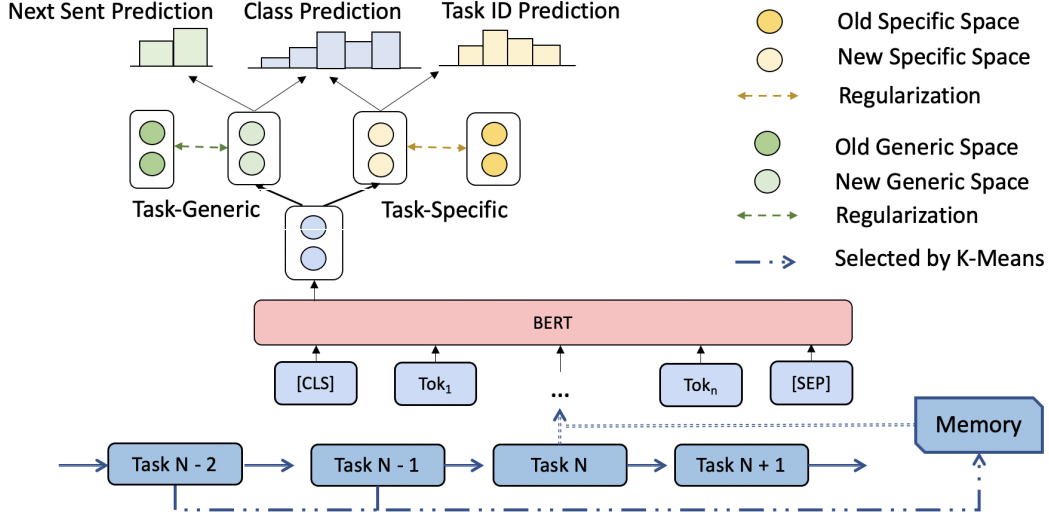 Next Sent Prediction
Class Prediction
Task ID Prediction
Old Specific Space
New Specific Space
Regularization
Old Generic Space
New Generic Space
Regularization
Selected by K-Means
Task-Generic
Task-Specific
BERT
[CLS]
Tok₁
...
Tokₙ
[SEP]
Memory
Task N - 2
Task N - 1
Task N
Task N + 1